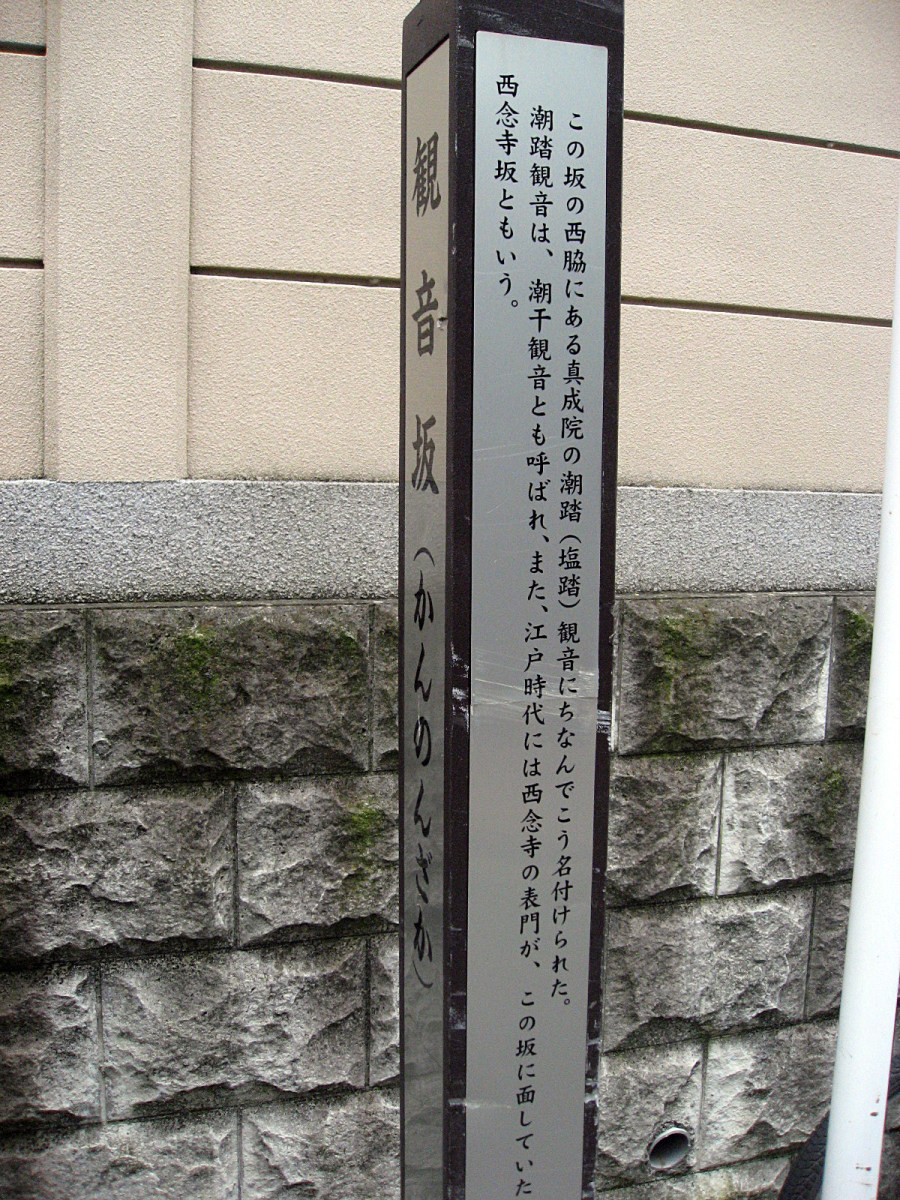 観音坂（かんのんざか）
この坂の西脇にある真成院の潮踏（塩踏）観音にちなんでこう名付けられた。
潮踏観音は、潮干観音とも呼ばれ、また、江戸時代には西念寺の表門が、この坂に面していた
西念寺坂ともいう。